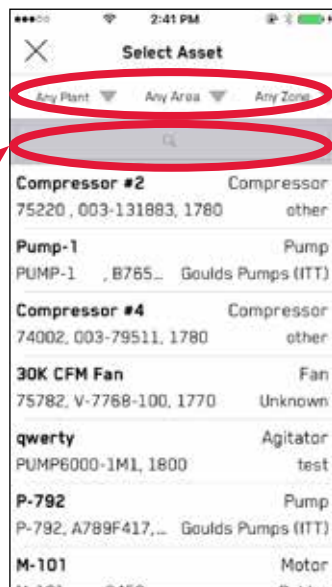 2:41 PM
Select Asset
Any Plant Any Area Any Zone
Compressor #2 Compressor
75220 , 003-131883, 1780 other
Pump-1 Pump
PUMP-1 , B765... Goulds Pumps (ITT)
Compressor #4 Compressor
74002, 003-79511, 1780 other
30K CFM Fan Fan
75782, V-7768-100, 1770 Unknown
qwerty Agitator
PUMP6000-1M1, 1800 test
P-792 Pump
P-792, A789F417,... Goulds Pumps (ITT)
M-101 Motor